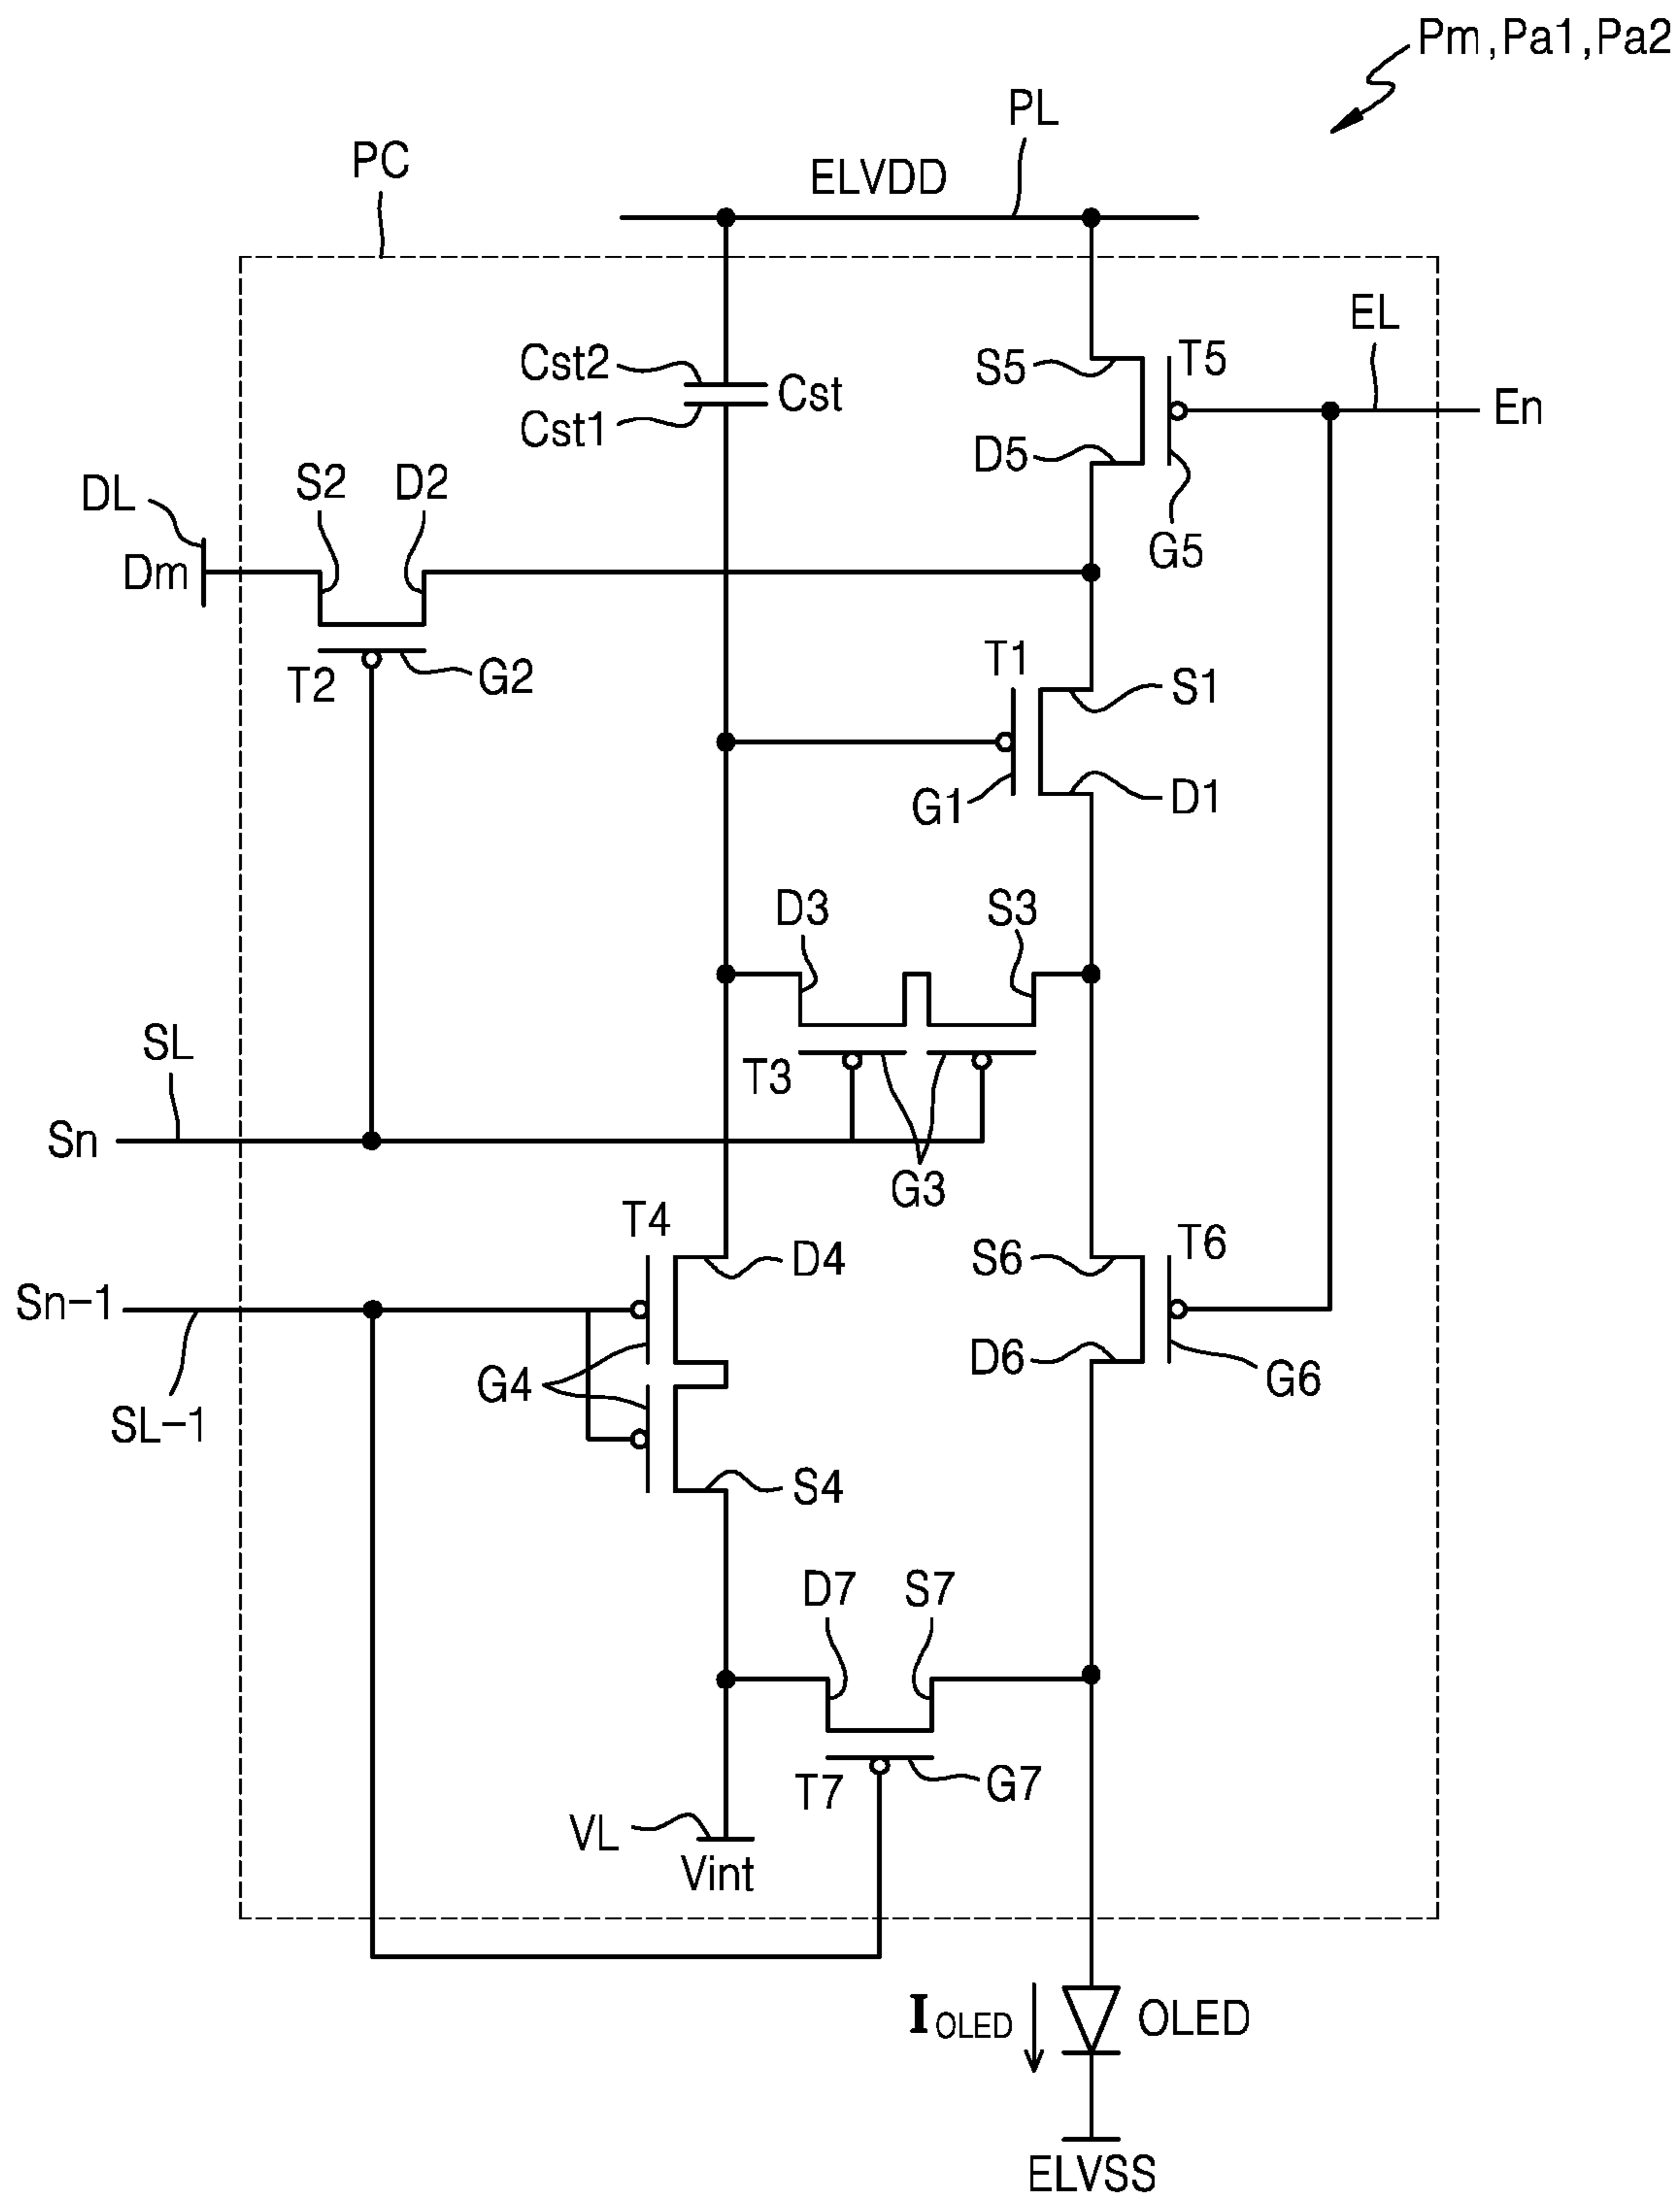 Pm,Pa1,Pa2
PL
PC
ELVDD
EL
Cst2
Cst
S5
T5
En
Cst1
D5
S2
D2
DL
G5
Dm
T1
T2
G2
S1
G1
D1
D3
S3
SL
T3
Sn
G3
T4
D4
S6
T6
Sn-1
D6
G4
G6
SL-1
S4
D7
S7
T7
G7
VL
Vint
IOLED
OLED
ELVSS